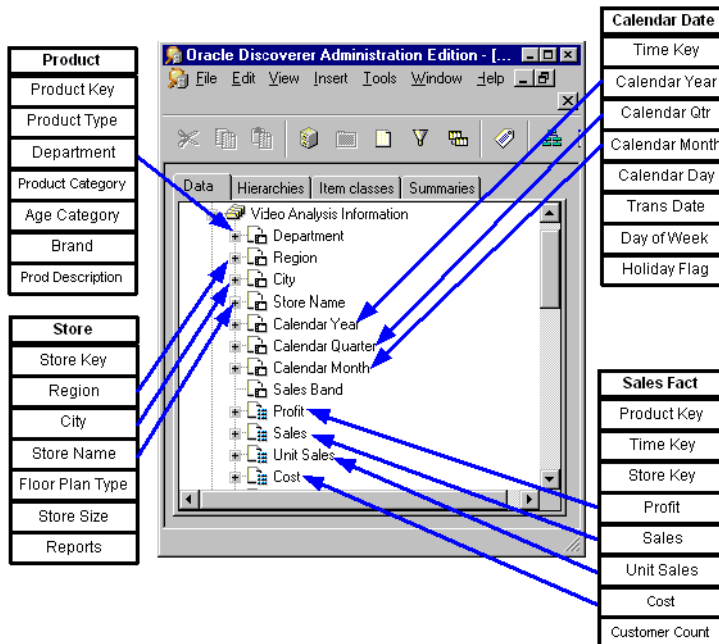 Product
Product Key
Product Type
Department
Product Category
Age Category
Brand
Prod Description
Store
Store Key
Region
City
Store Name
Floor Plan Type
Store Size
Reports
Oracle Discoverer Administration Edition - [...
File Edit View Insert Tools Window Help
Data Hierarchies Item classes Summaries
Video Analysis Information
Department
Region
City
Store Name
Calendar Year
Calendar Quarter
Calendar Month
Sales Band
Profit
Sales
Unit Sales
Cost
Calendar Date
Time Key
Calendar Year
Calendar Qtr
Calendar Month
Calendar Day
Trans Date
Day of Week
Holiday Flag
Sales Fact
Product Key
Time Key
Store Key
Profit
Sales
Unit Sales
Cost
Customer Count